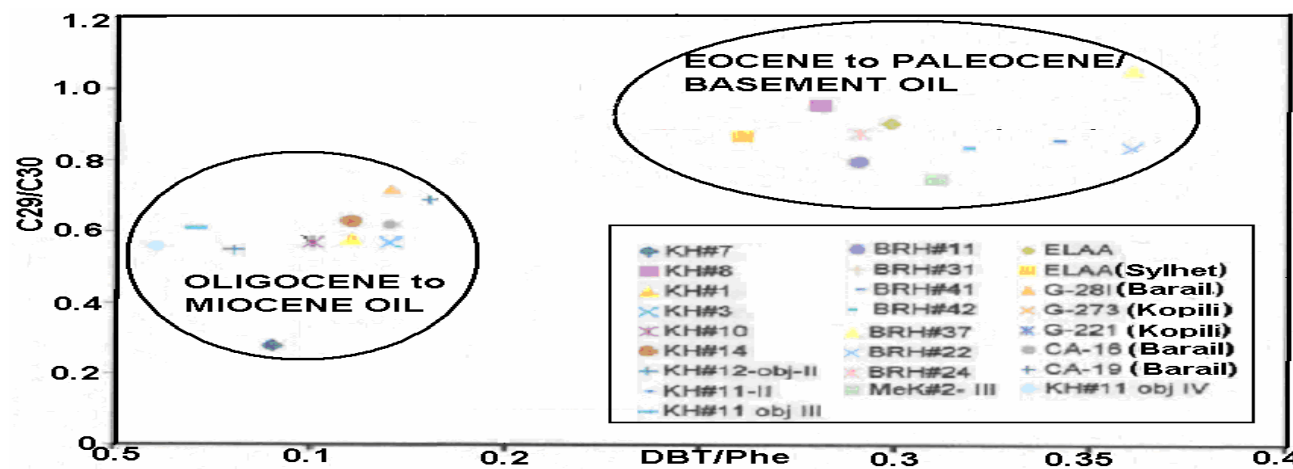 1.2
1.0
0.8
0.6
0.4
0.2
0
C29/C30
EOCENE to PALEOCENE/
BASEMENT OIL
OLIGOCENE to
MIOCENE OIL
KH#7
KH#8
KH#1
KH#3
KH#10
KH#14
KH#12-obj-II
KH#11-II
KH#11 obj III
BRH#11
BRH#31
BRH#41
BRH#42
BRH#37
BRH#22
BRH#24
MeK#2- III
ELAA
ELAA(Sylhet)
G-28I(Barail)
G-273 (Kopili)
G-221 (Kopili)
CA-16 (Barail)
CA-19 (Barail)
KH#11 obj IV
0.5 0.1 0.2 DBT/Phe 0.3 0.35 0.4